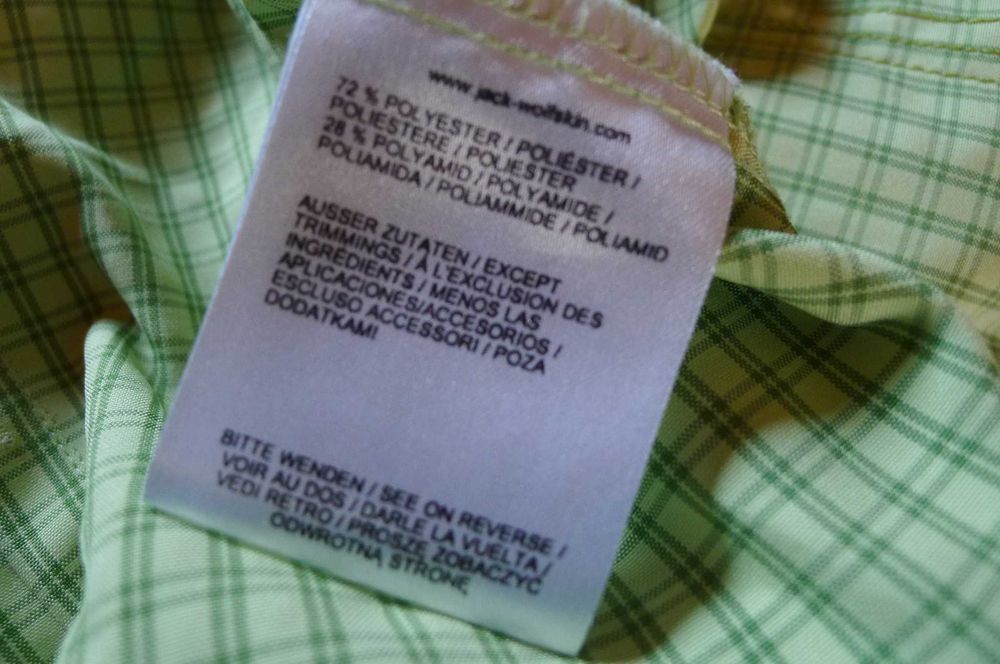 www.jack-wolfskin.com
72 % POLYESTER / POLIÉSTER /
POLIESTERE / POLIESTER
28 % POLYAMID / POLYAMIDE /
POLIAMIDA / POLIAMMIDE / POLIAMID
AUSSER ZUTATEN / EXCEPT
TRIMMINGS / À L'EXCLUSION DES
INGRÉDIENTS / MENOS LAS
APLICACIONES/ACCESORIOS /
ESCLUSO ACCESSORI / POZA
DODATKAMI
BITTE WENDEN / SEE ON REVERSE /
VOIR AU DOS / DARLE LA VUELTA /
VEDI RETRO / PROSZĘ ZOBACZYĆ
ODWROTNĄ STRONĘ